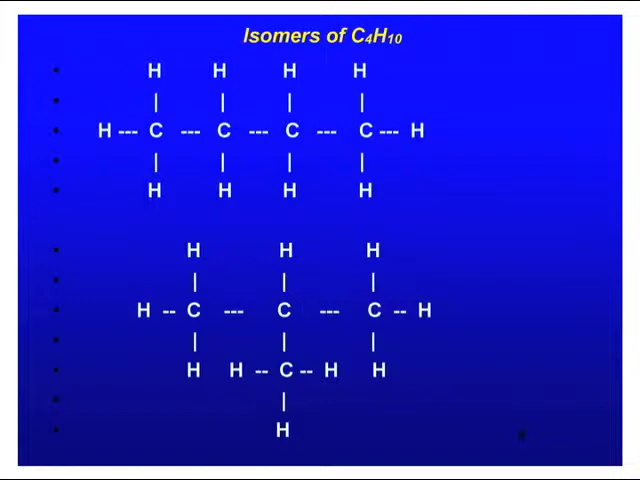 Isomers of C₄H₁₀
• H H H H
• | | | |
• H --- C --- C --- C --- C --- H
• | | | |
• H H H H
• H H H
• | | |
• H -- C --- C --- C -- H
• | | |
• H H -- C -- H H
• |
• H